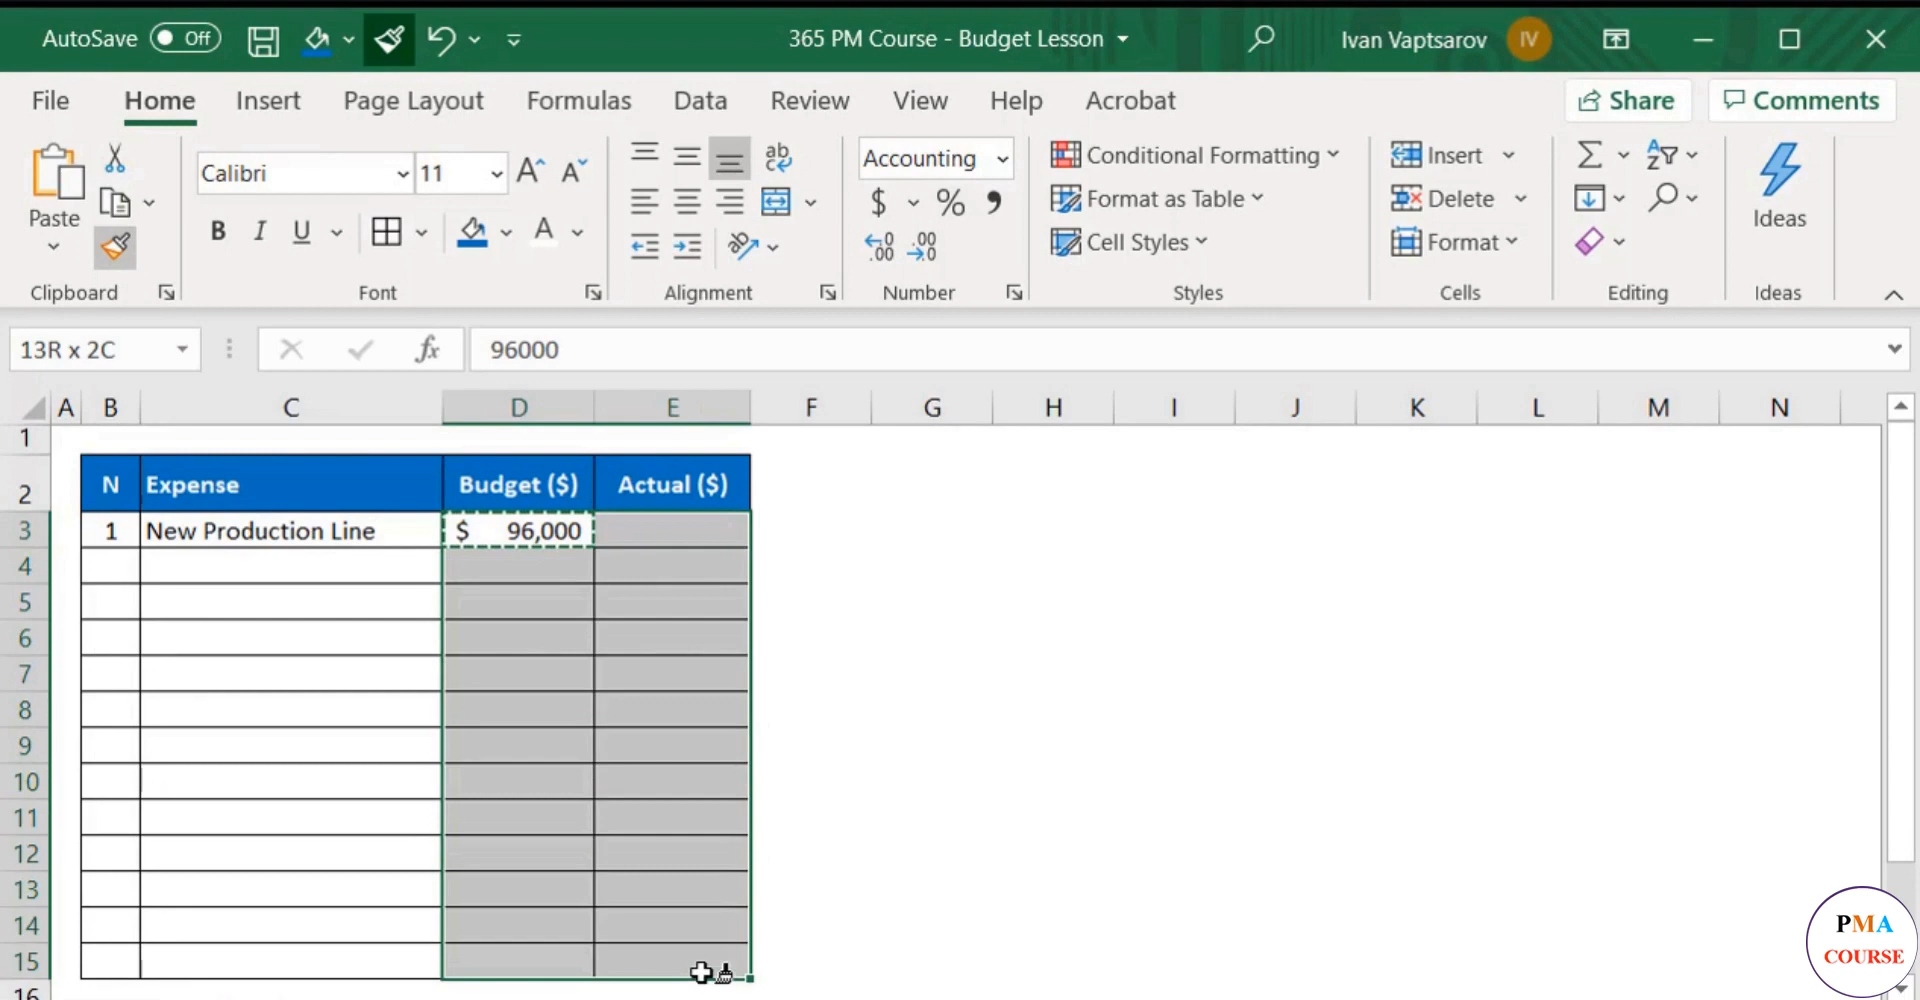 AutoSave Off 365 PM Course - Budget Lesson Ivan Vaptsarov IV
File Home Insert Page Layout Formulas Data Review View Help Acrobat Share Comments
Paste
Calibri 11
B I U A
ab
Accounting
$ % ,
Conditional Formatting
Format as Table
Cell Styles
Insert
Delete
Format
Ideas
Clipboard Font Alignment Number Styles Cells Editing Ideas
13R x 2C fx 96000
A B C D E F G H I J K L M N
1
2 N Expense Budget ($) Actual ($)
3 1 New Production Line $ 96,000
4
5
6
7
8
9
10
11
12
13
14
15
16
PMA
COURSE